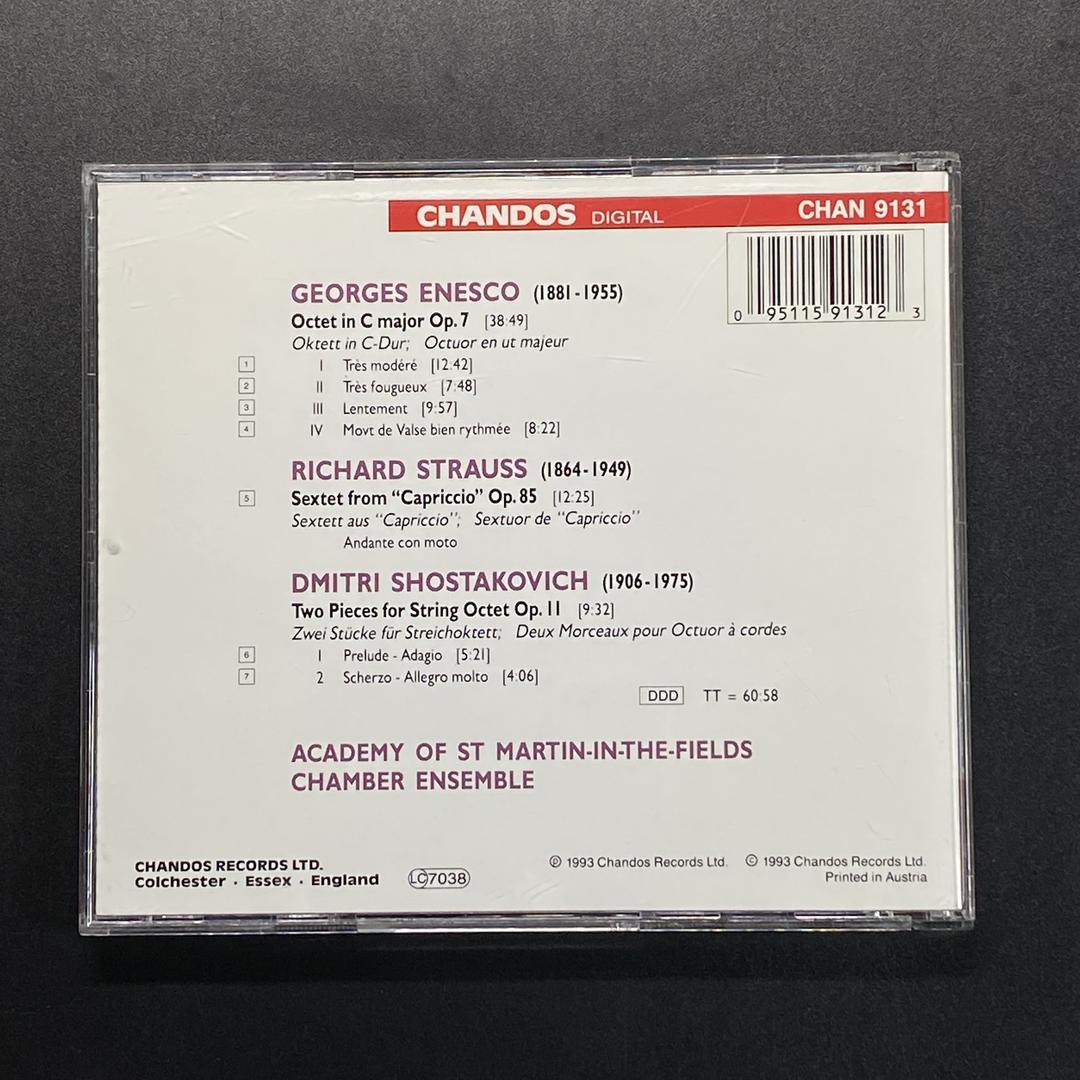 CHANDOS DIGITAL CHAN 9131
0 95115 91312 3
GEORGES ENESCO (1881-1955)
Octet in C major Op.7 [38:49]
Oktett in C-Dur; Octuor en ut majeur
1 I Très modéré [12:42]
2 II Très fougueux [7:48]
3 III Lentement [9:57]
4 IV Movt de Valse bien rythmée [8:22]
RICHARD STRAUSS (1864-1949)
5 Sextet from “Capriccio” Op.85 [12:25]
Sextett aus “Capriccio”; Sextuor de “Capriccio”
Andante con moto
DMITRI SHOSTAKOVICH (1906-1975)
Two Pieces for String Octet Op.11 [9:32]
Zwei Stücke für Streichoktett; Deux Morceaux pour Octuor à cordes
6 1 Prelude - Adagio [5:21]
7 2 Scherzo - Allegro molto [4:06]
DDD TT = 60:58
ACADEMY OF ST MARTIN-IN-THE-FIELDS
CHAMBER ENSEMBLE
CHANDOS RECORDS LTD.
Colchester · Essex · England
LC7038
℗ 1993 Chandos Records Ltd. © 1993 Chandos Records Ltd.
Printed in Austria